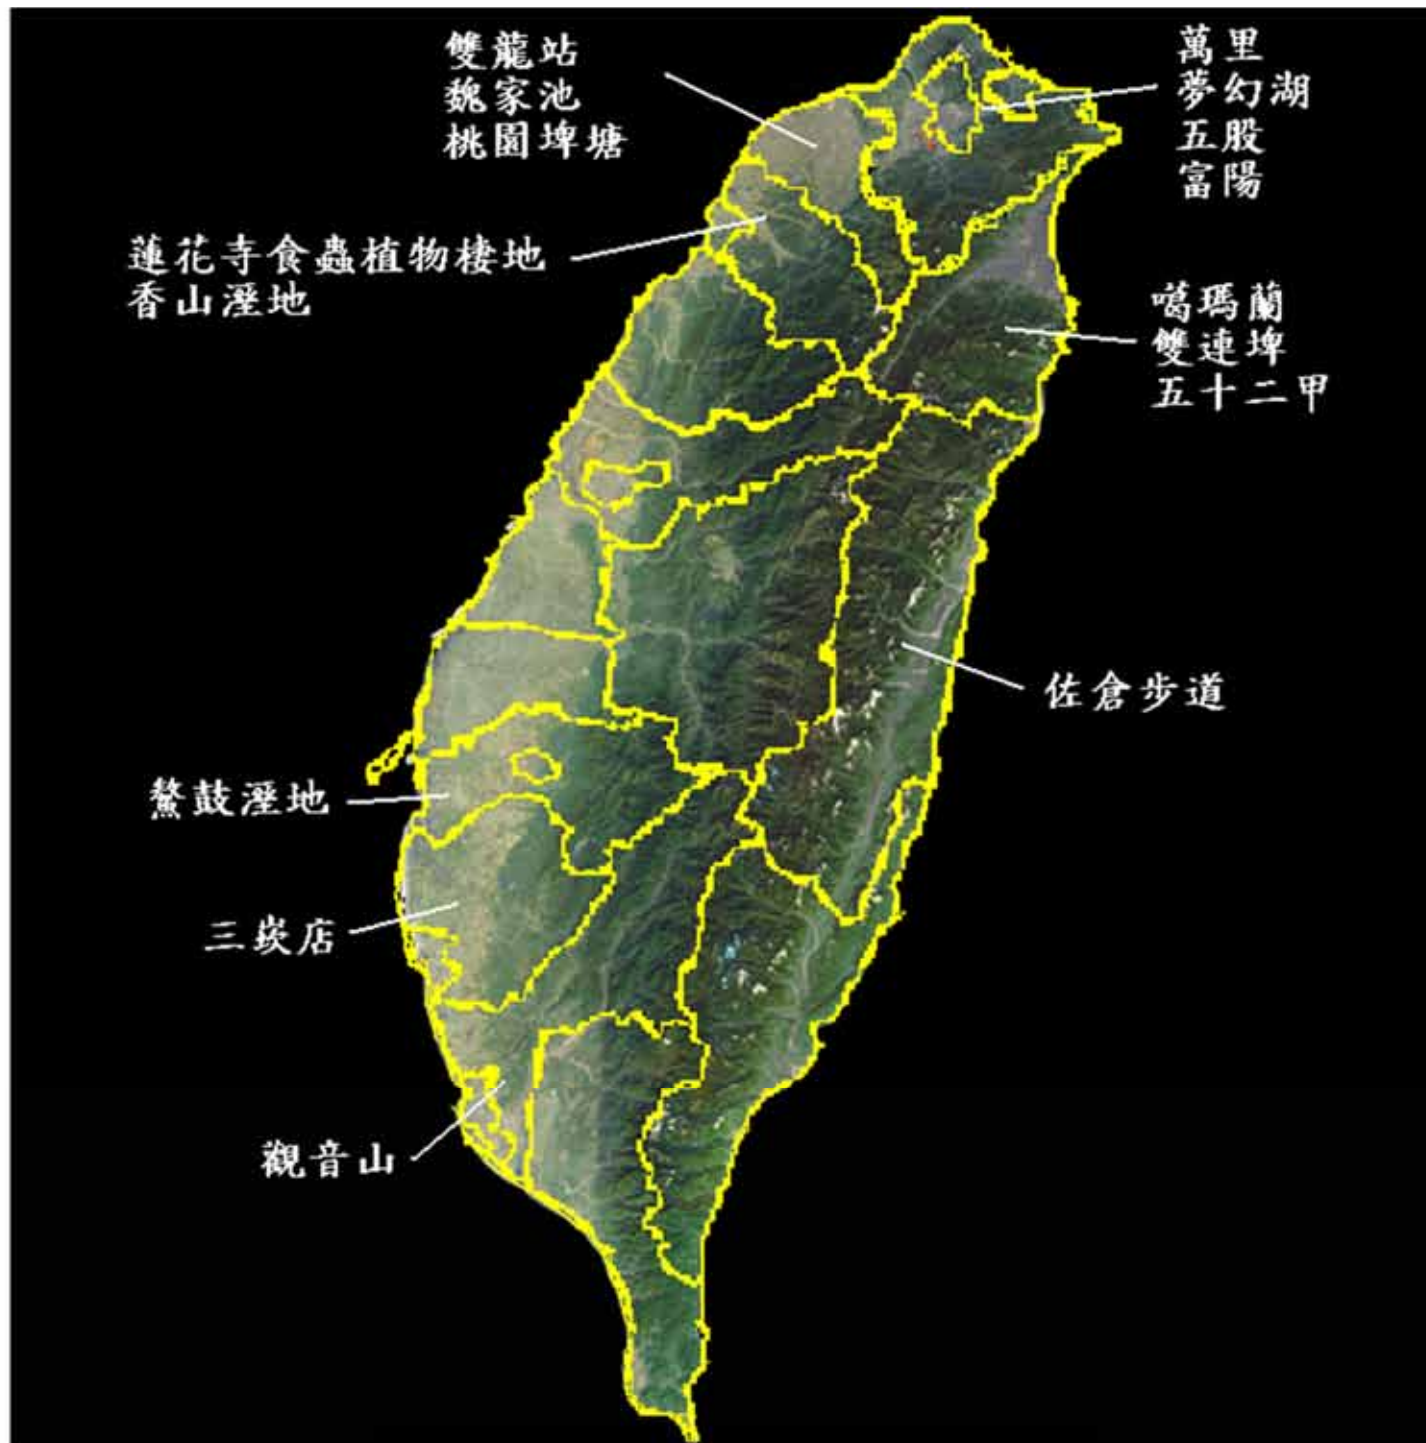 雙龍站
魏家池
桃園埤塘
萬里
夢幻湖
五股
富陽
蓮花寺食蟲植物棲地
香山溼地
噶瑪蘭
雙連埤
五十二甲
佐倉步道
鰲鼓溼地
三崁店
觀音山